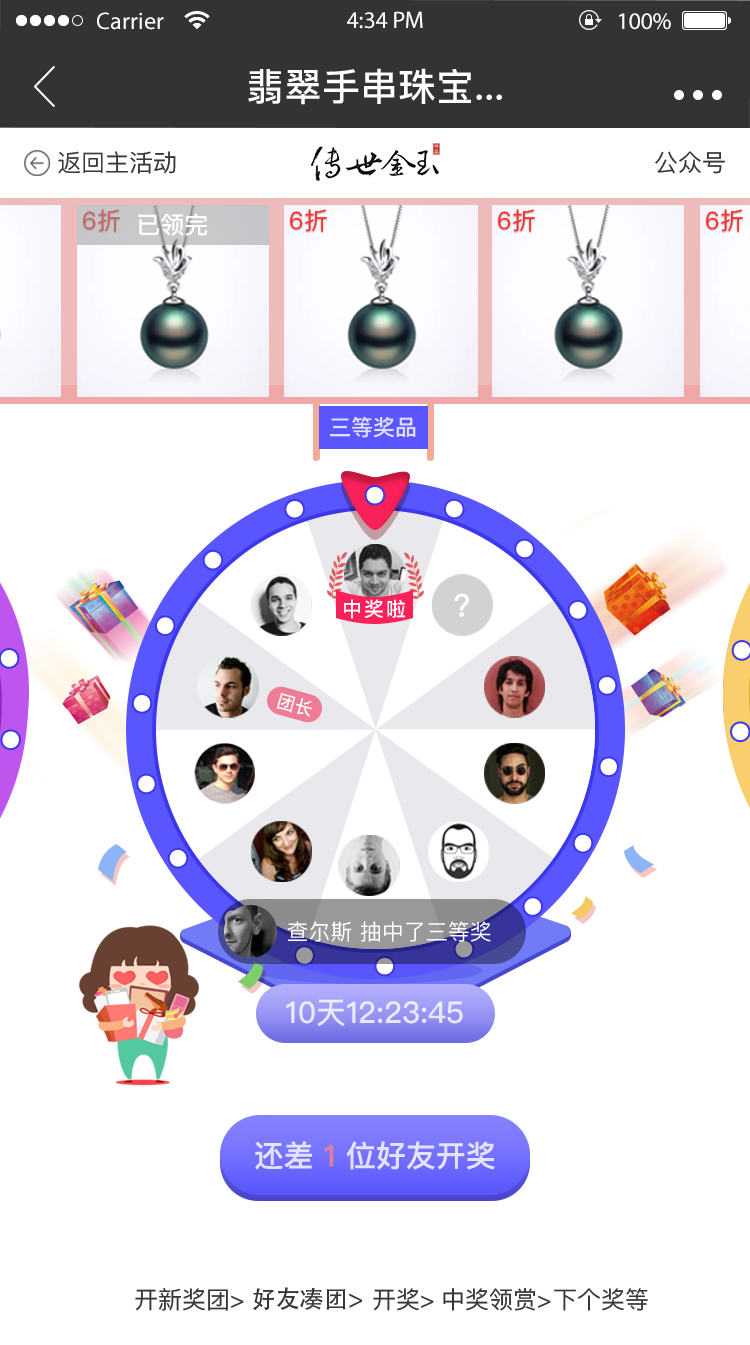 Carrier 4:34 PM 100%
翡翠手串珠宝...
返回主活动 传世金玉 公众号
6折 已领完 6折 6折 6折
三等奖品
中奖啦
?
团长
查尔斯 抽中了三等奖
10天12:23:45
还差 1 位好友开奖
开新奖团> 好友凑团> 开奖> 中奖领赏>下个奖等